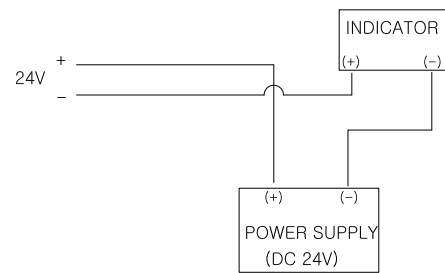 INDICATOR
+
(+) (-)
24V
-
(+) (-)
POWER SUPPLY
(DC 24V)